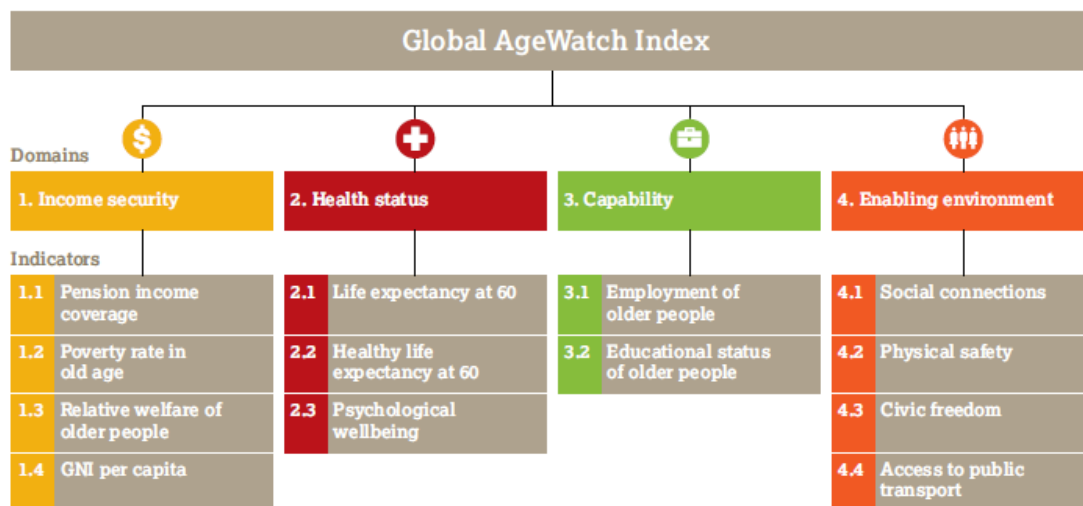 Global AgeWatch Index
$
Domains
1. Income security
2. Health status
3. Capability
4. Enabling environment
Indicators
1.1 Pension income
coverage
1.2 Poverty rate in
old age
1.3 Relative welfare of
older people
1.4 GNI per capita
2.1 Life expectancy at 60
2.2 Healthy life
expectancy at 60
2.3 Psychological
wellbeing
3.1 Employment of
older people
3.2 Educational status
of older people
4.1 Social connections
4.2 Physical safety
4.3 Civic freedom
4.4 Access to public
transport